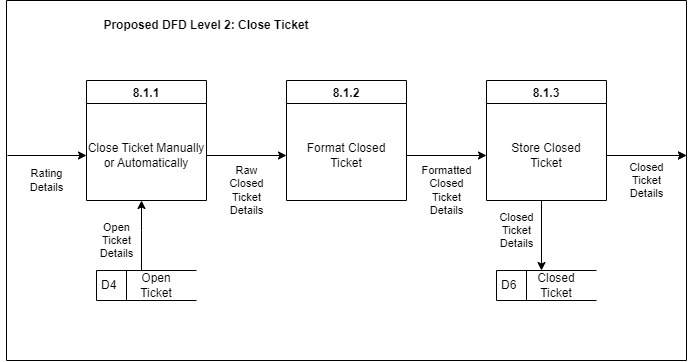 Proposed DFD Level 2: Close Ticket
8.1.1
Close Ticket Manually
or Automatically
8.1.2
Format Closed
Ticket
8.1.3
Store Closed
Ticket
Rating
Details
Raw
Closed
Ticket
Details
Formatted
Closed
Ticket
Details
Closed
Ticket
Details
Open
Ticket
Details
Closed
Ticket
Details
D4
Open
Ticket
D6
Closed
Ticket